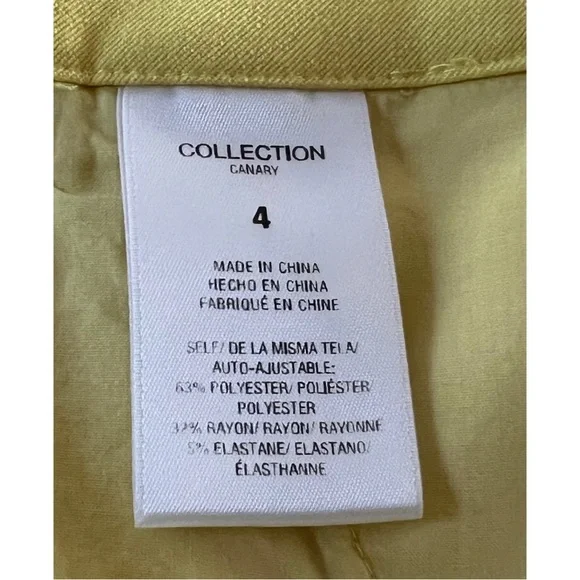 COLLECTION
CANARY
4
MADE IN CHINA
HECHO EN CHINA
FABRIQUÉ EN CHINE
SELF/ DE LA MISMA TELA/
AUTO-AJUSTABLE:
63% POLYESTER/ POLIÉSTER/
POLYESTER
32% RAYON/ RAYON/ RAYONNE
5% ELASTANE/ ELASTANO/
ÉLASTHANNE